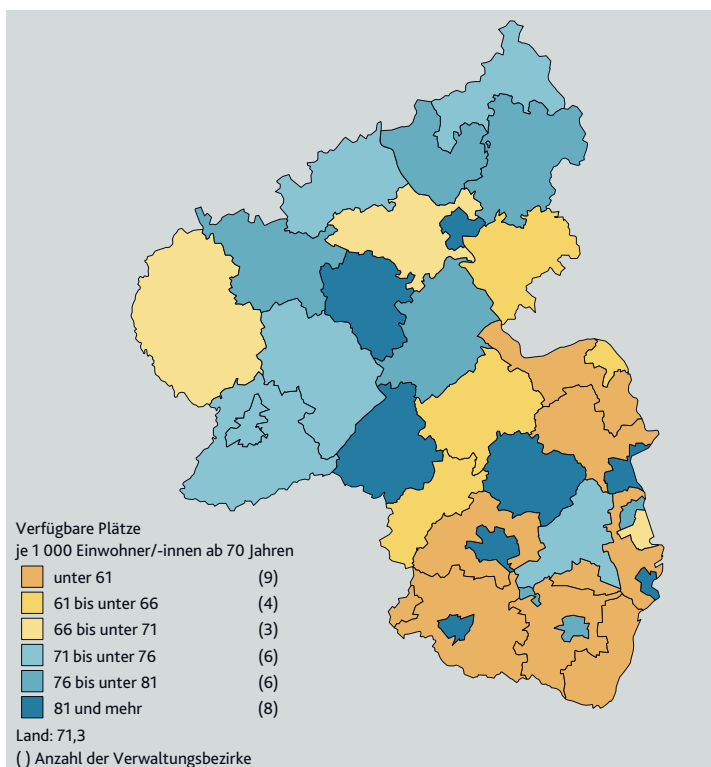 Verfügbare Plätze
je 1 000 Einwohner/-innen ab 70 Jahren
unter 61 (9)
61 bis unter 66 (4)
66 bis unter 71 (3)
71 bis unter 76 (6)
76 bis unter 81 (6)
81 und mehr (8)
Land: 71,3
( ) Anzahl der Verwaltungsbezirke